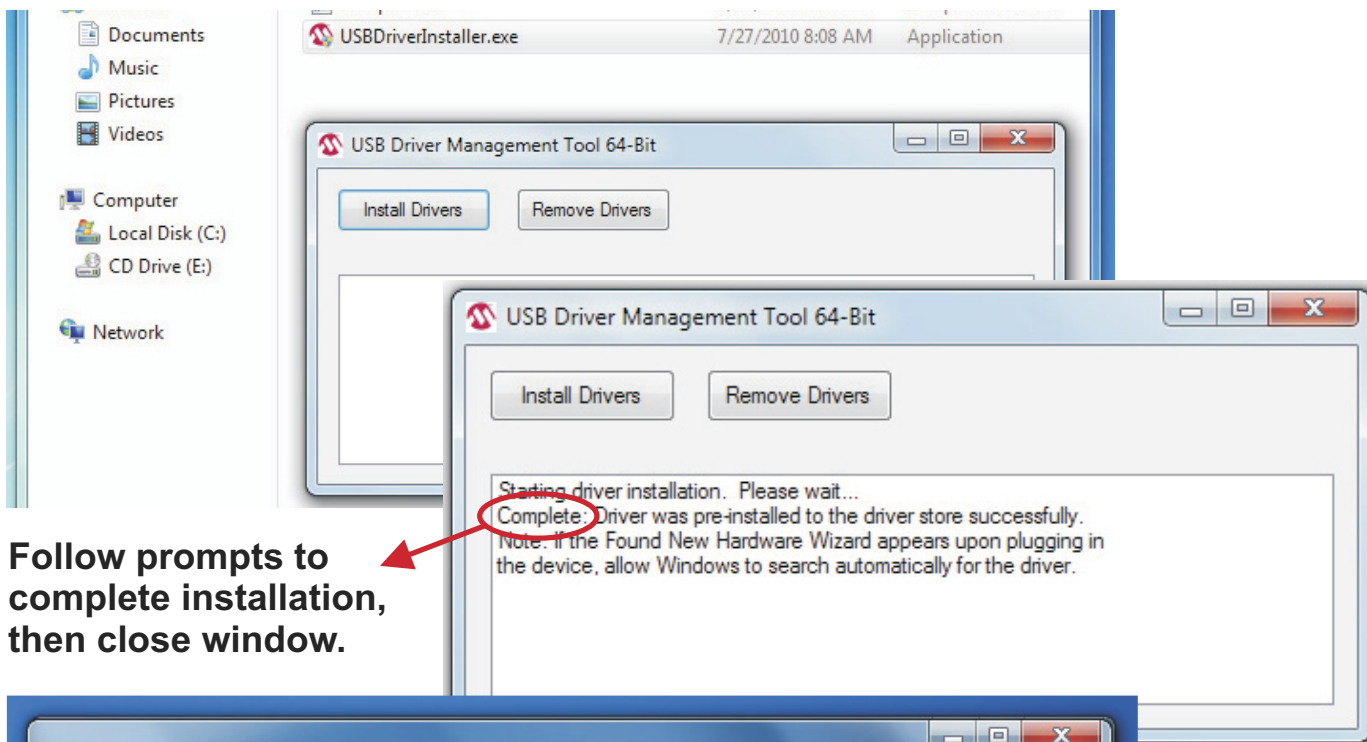 Documents
Music
Pictures
Videos
Computer
Local Disk (C:)
CD Drive (E:)
Network
USBDriverInstaller.exe 7/27/2010 8:08 AM Application
USB Driver Management Tool 64-Bit
Install Drivers Remove Drivers
USB Driver Management Tool 64-Bit
Install Drivers Remove Drivers
Starting driver installation. Please wait...
Complete: Driver was pre-installed to the driver store successfully.
Note: If the Found New Hardware Wizard appears upon plugging in
the device, allow Windows to search automatically for the driver.
Follow prompts to
complete installation,
then close window.